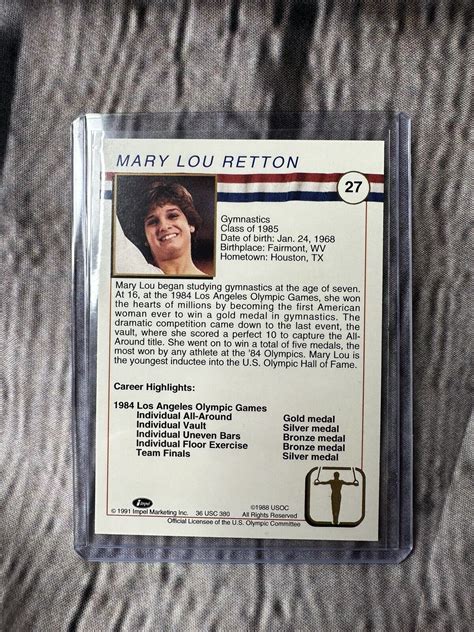 MARY LOU RETTON
27
Gymnastics
Class of 1985
Date of birth: Jan. 24, 1968
Birthplace: Fairmont, WV
Hometown: Houston, TX
Mary Lou began studying gymnastics at the age of seven.
At 16, at the 1984 Los Angeles Olympic Games, she won
the hearts of millions by becoming the first American
woman ever to win a gold medal in gymnastics. The
dramatic competition came down to the last event, the
vault, where she scored a perfect 10 to capture the All-
Around title. She went on to win a total of five medals, the
most won by any athlete at the '84 Olympics. Mary Lou is
the youngest inductee into the U.S. Olympic Hall of Fame.
Career Highlights:
1984 Los Angeles Olympic Games
Individual All-Around Gold medal
Individual Vault Silver medal
Individual Uneven Bars Bronze medal
Individual Floor Exercise Bronze medal
Team Finals Silver medal
Impel
© 1991 Impel Marketing Inc. 36 USC 380
©1988 USOC
All Rights Reserved
Official Licensee of the U.S. Olympic Committee